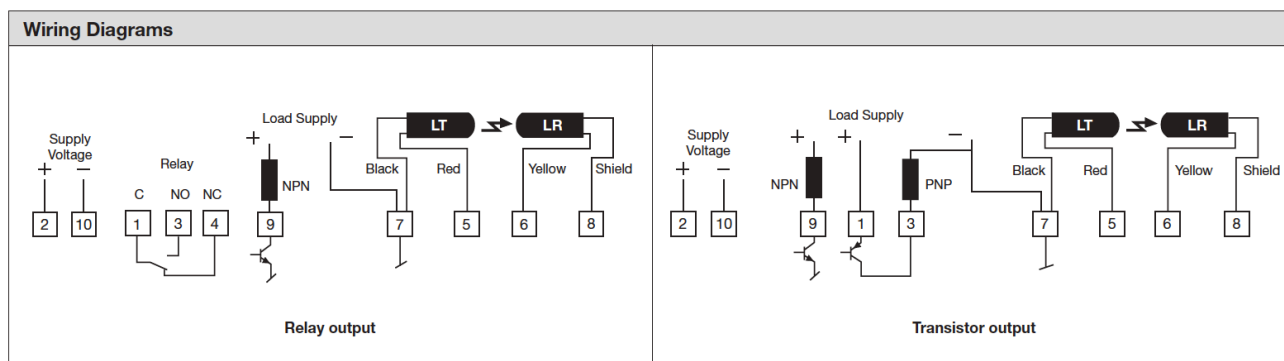 Wiring Diagrams
Supply
Voltage
+ −
2 10
Relay
C NO NC
1 3 4
Load Supply
+ −
NPN
9
LT LR
Black Red Yellow Shield
7 5 6 8
Relay output
Supply
Voltage
+ −
2 10
Load Supply
+ + −
NPN PNP
9 1 3
LT LR
Black Red Yellow Shield
7 5 6 8
Transistor output